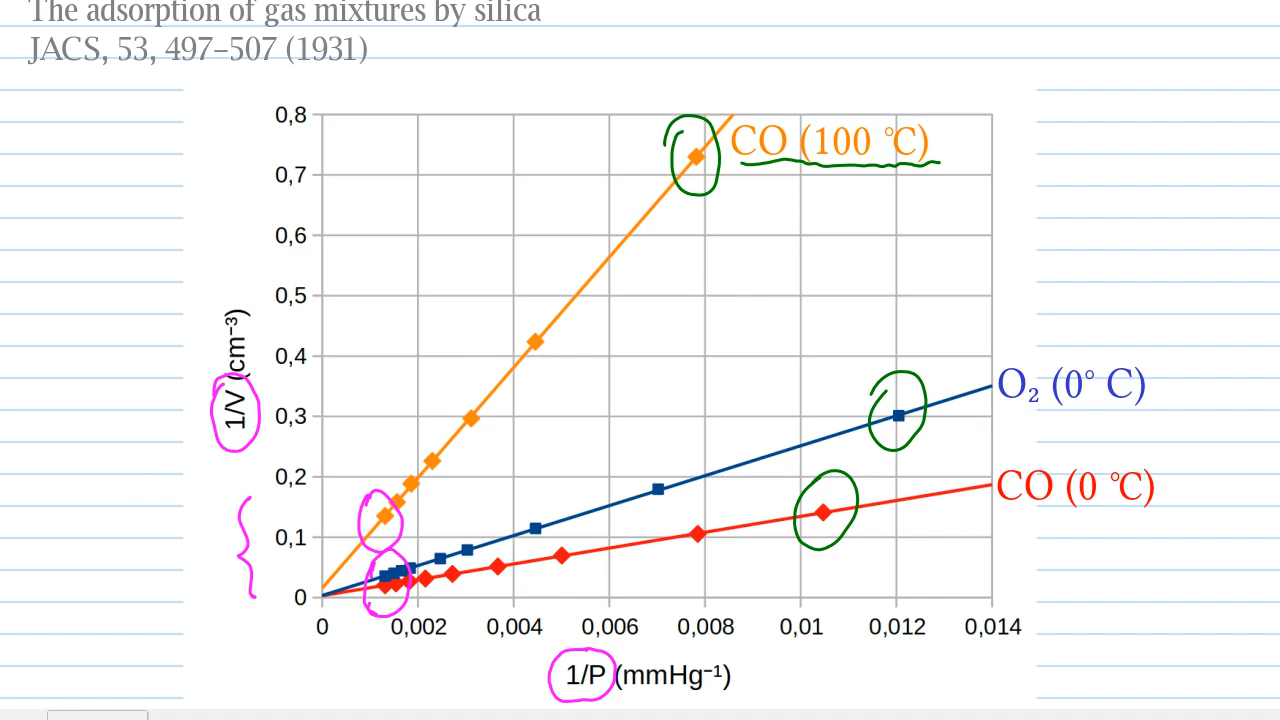 The adsorption of gas mixtures by silica
JACS, 53, 497–507 (1931)
0,8
0,7
0,6
0,5
0,4
0,3
0,2
0,1
0
1/V (cm⁻³)
CO (100 ℃)
O₂ (0° C)
CO (0 ℃)
0 0,002 0,004 0,006 0,008 0,01 0,012 0,014
1/P (mmHg⁻¹)